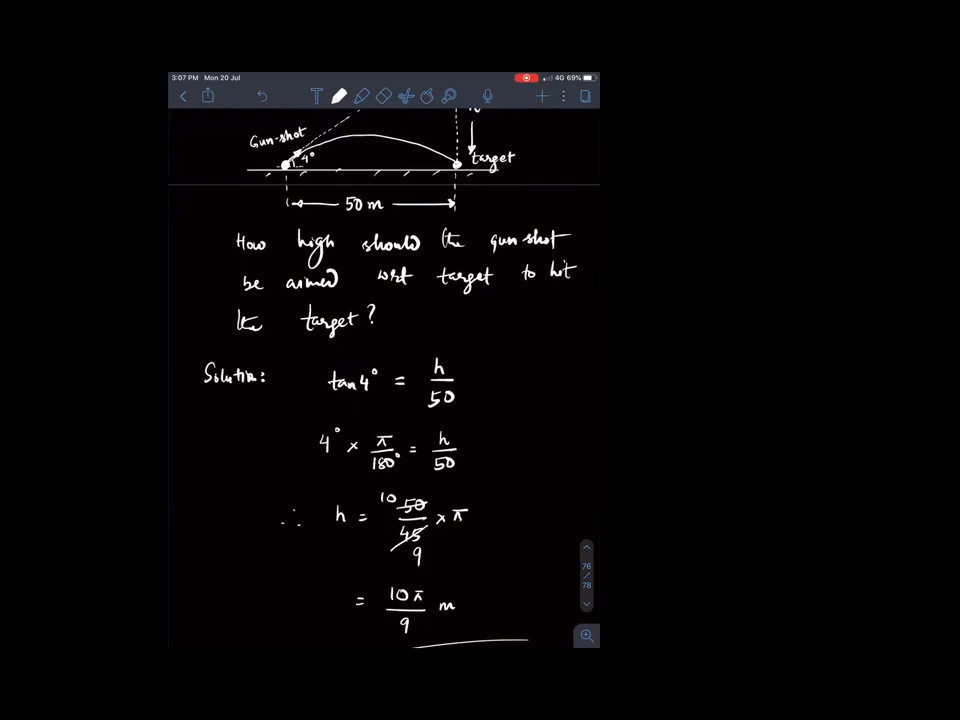 3:07 PM Mon 20 Jul
4G 69%
T
Gun-shot
4°
target
50 m
How high should the gun shot
be aimed wrt target to hit
the target?
Solution: tan 4° = h/50
4° × π/180° = h/50
∴ h = 10 50/45 9 × π
= 10π/9 m
76
/
78